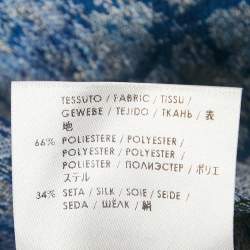 TESSUTO / FABRIC / TISSU /
GEWEBE / TEJIDO / ТКАНЬ / 表
地
66% POLIESTERE / POLYESTER /
POLYESTER / POLYESTER /
POLIESTER / ПОЛИЭСТЕР / ポリエ
ステル
34% SETA / SILK / SOIE / SEIDE /
SEDA / ШЁЛК / 絹